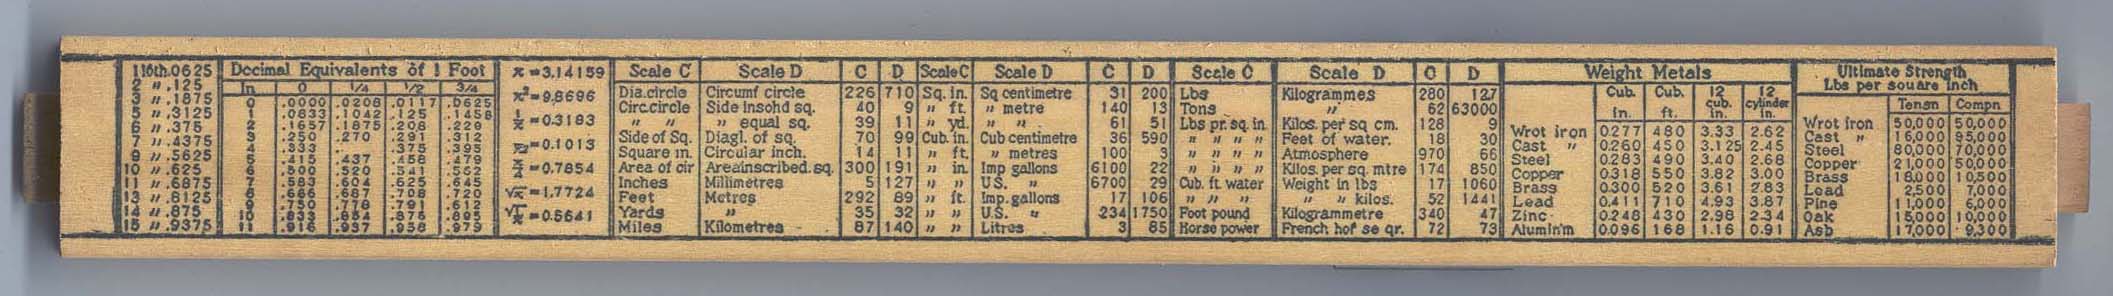 1 16th.0625
2 " .125
3 " .1875
5 " .3125
6 " .375
7 " .4375
9 " .5625
10 " .625
11 " .6875
13 " .8125
14 " .875
15 " .9375
Decimal Equivalents of 1 Foot
In 0 1/4 1/2 3/4
0 .0000 .0208 .0117 .0625
1 .0833 .1042 .125 .1458
2 .1657 .1875 .208 .229
3 .250 .270 .291 .312
4 .333 .375 .395
5 .415 .437 .458 .479
6 .500 .520 .541 .562
7 .583 .604 .625 .645
8 .666 .687 .708 .720
9 .750 .770 .791 .612
10 .833 .854 .875 .895
11 .916 .937 .958 .979
π=3.14159
π²=9.8696
1/π=0.3183
1/π²=0.1013
π/4=0.7854
√π=1.7724
√1/π=0.5641
Scale C Scale D C D
Dia.circle Circumf circle 226 710
Circ.circle Side Insohd sq. 40 9
" " " equal sq. 39 11
Side of Sq. Diagl. of sq. 70 99
Square in. Circular inch. 14 11
Area of cir Areainscribed.sq. 300 191
Inches Millimetres 5 127
Feet Metres 292 89
Yards " 35 32
Miles Kilometres 87 140
Scale C Scale D C D
Sq. in. Sq centimetre 31 200
" ft. " metre 140 13
" yd. " " 61 51
Cub. in. Cub centimetre 36 590
" ft. " metres 100 3
" in. Imp gallons 6100 22
" " U.S. " 6700 29
" ft. Imp. gallons 17 106
" " U.S. " 234 1750
" " Litres 3 85
Scale C Scale D C D
Lbs Kilogrammes 280 127
Tons " 62 63000
Lbs pr. sq. in. Kilos. per sq cm. 128 9
" " " " Feet of water. 18 30
" " " " Atmosphere 970 66
" " " " Kilos. per sq. mtre 174 850
Cub. ft. water Weight in lbs 17 1060
" " " " " kilos. 52 1441
Foot pound Kilogrammetre 340 47
Horse power French hof se qr. 72 73
Weight Metals
Cub. in. Cub. ft. 12 cub. in. 12 cylinder in.
Wrot iron 0.277 480 3.33 2.62
Cast " 0.260 450 3.125 2.45
Steel 0.283 490 3.40 2.68
Copper 0.318 550 3.82 3.00
Brass 0.300 520 3.61 2.83
Lead 0.411 710 4.93 3.87
Zinc 0.248 430 2.98 2.34
Alumin'm 0.096 168 1.16 0.91
Ultimate Strength
Lbs per souare Inch
Tensn Compn
Wrot Iron 50,000 50,000
Cast " 16,000 95,000
Steel 80,000 70,000
Copper 21,000 50,000
Brass 18,000 10,500
Lead 2,500 7,000
Pine 11,000 6,000
Oak 15,000 10,000
Ash 17,000 9,300